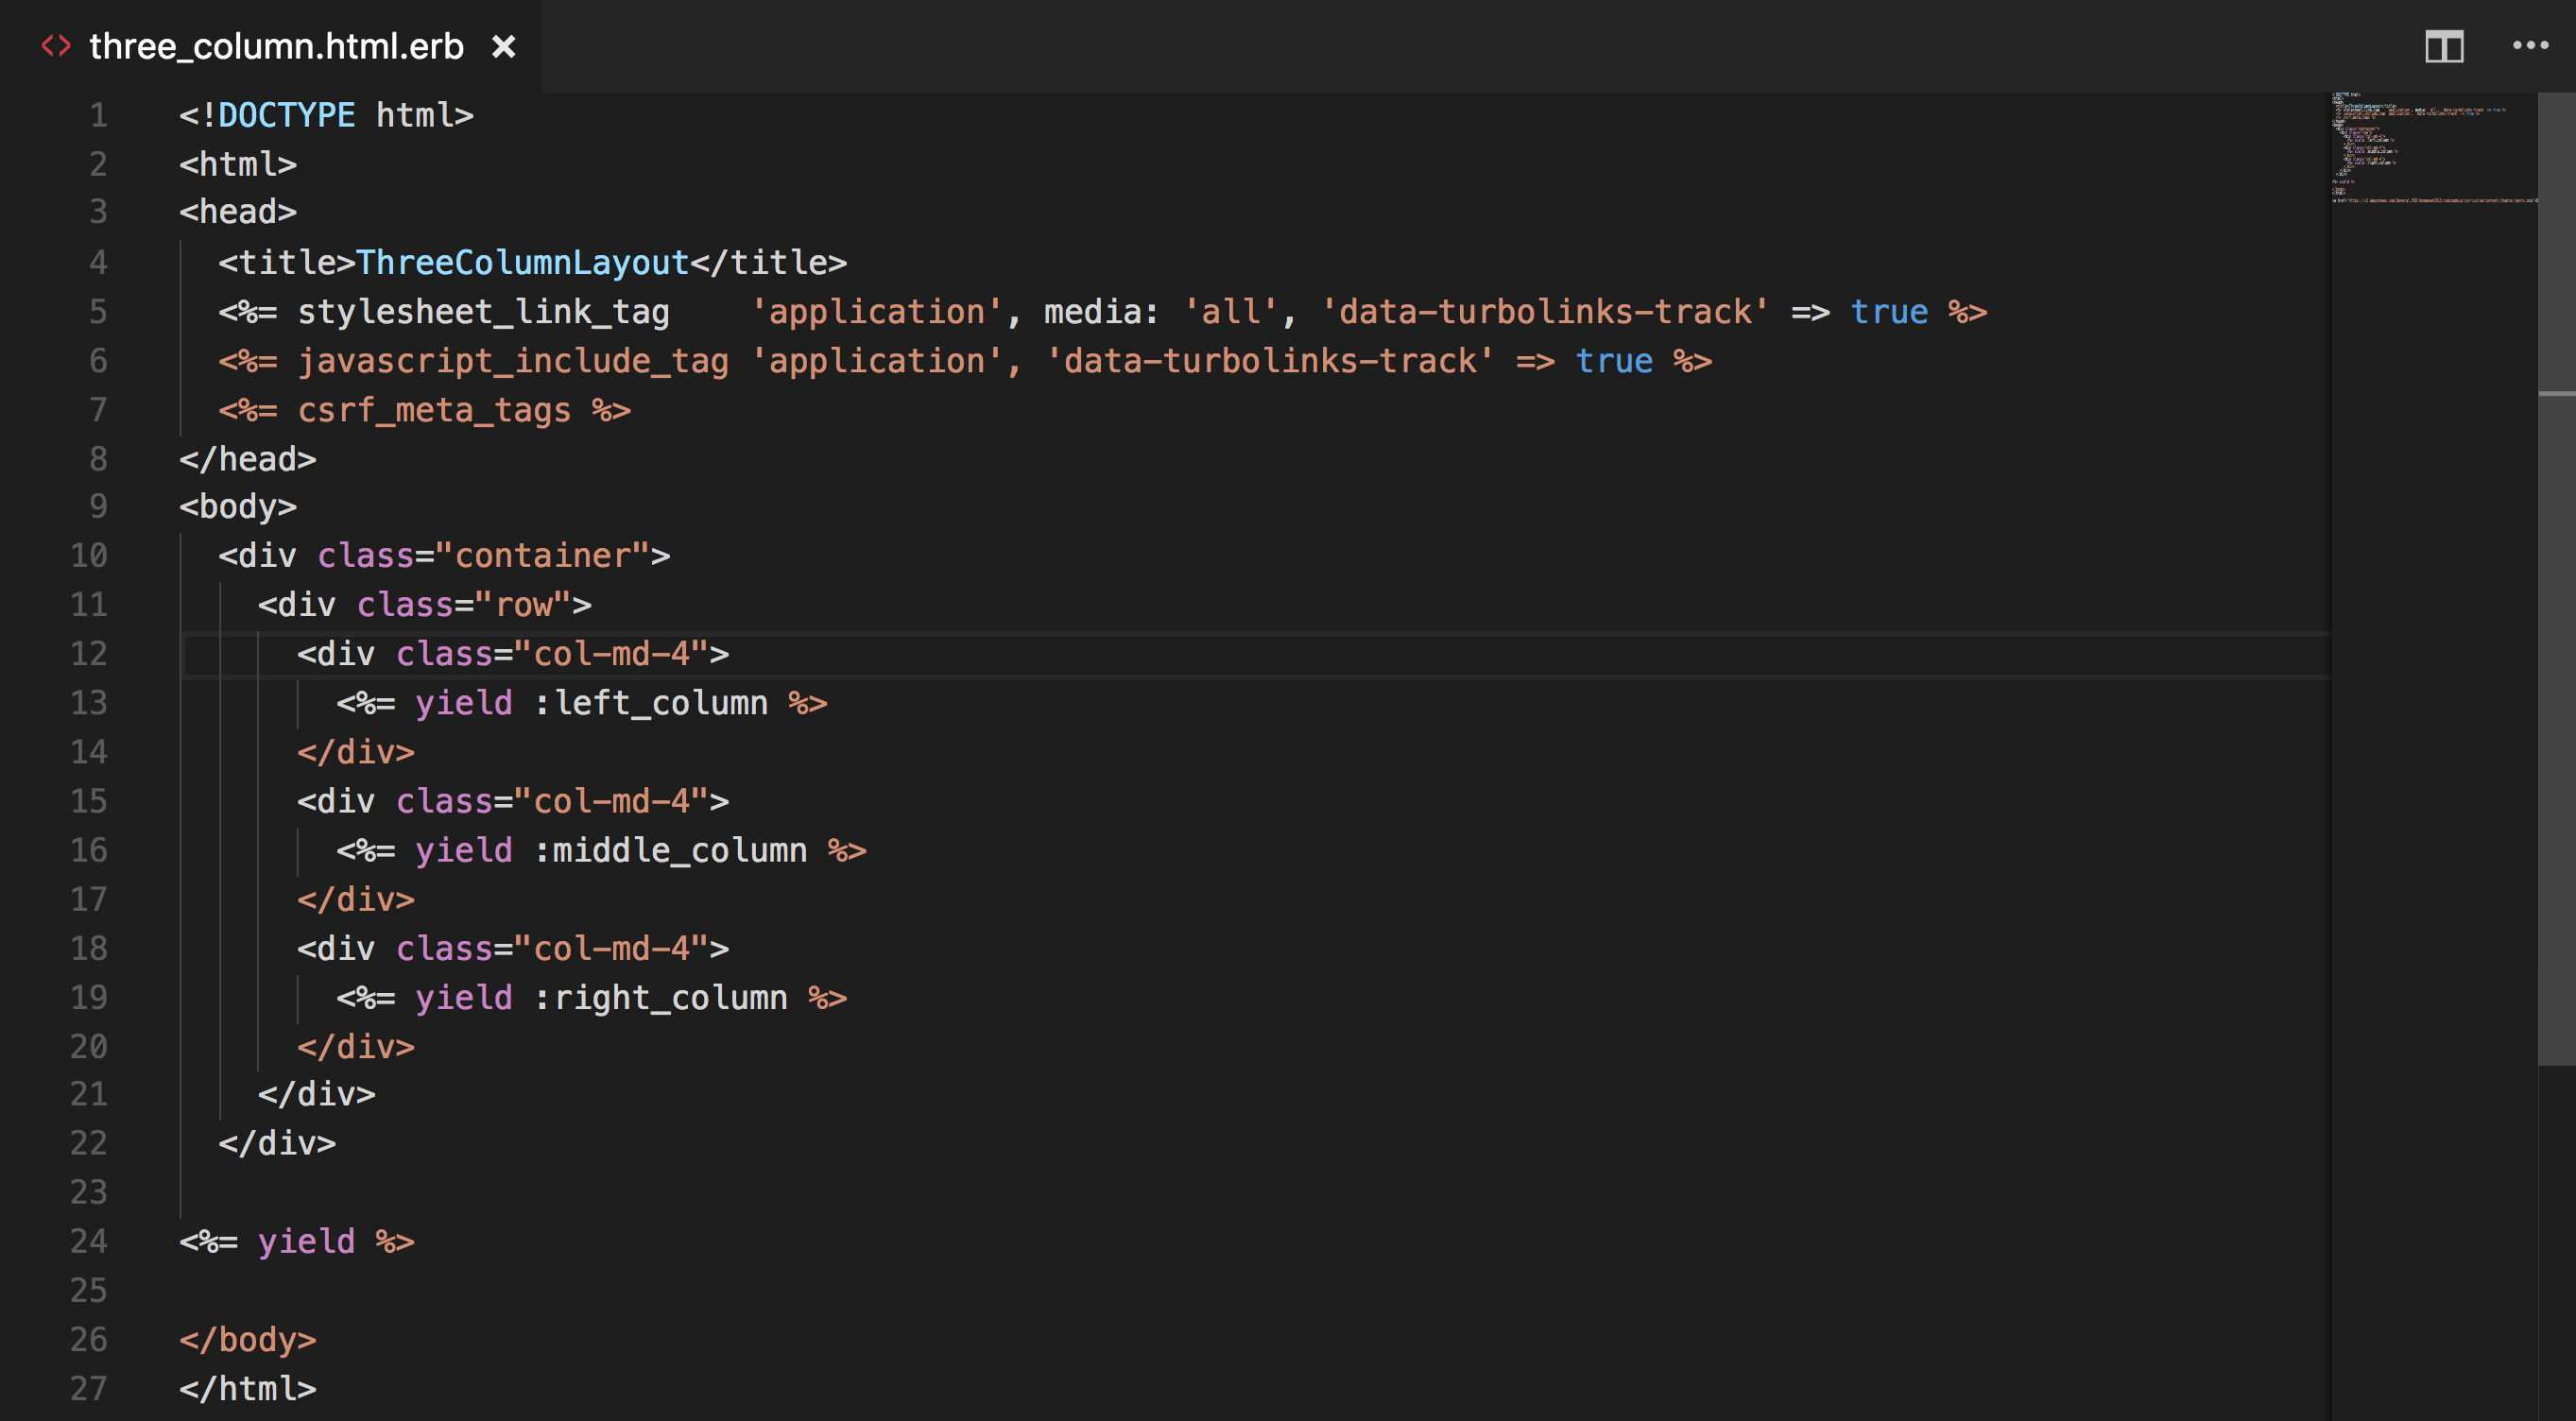 three_column.html.erb
1 <!DOCTYPE html>
2 <html>
3 <head>
4   <title>ThreeColumnLayout</title>
5   <%= stylesheet_link_tag    'application', media: 'all', 'data-turbolinks-track' => true %>
6   <%= javascript_include_tag 'application', 'data-turbolinks-track' => true %>
7   <%= csrf_meta_tags %>
8 </head>
9 <body>
10   <div class="container">
11     <div class="row">
12       <div class="col-md-4">
13         <%= yield :left_column %>
14       </div>
15       <div class="col-md-4">
16         <%= yield :middle_column %>
17       </div>
18       <div class="col-md-4">
19         <%= yield :right_column %>
20       </div>
21     </div>
22   </div>
23
24 <%= yield %>
25
26 </body>
27 </html>